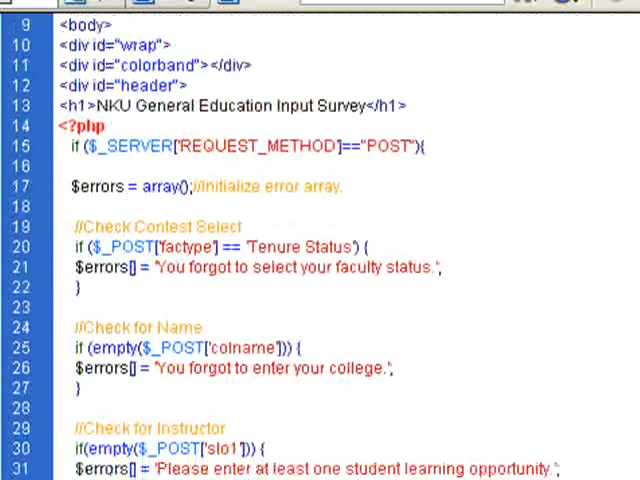 9 <body>
10 <div id="wrap">
11 <div id="colorband"></div>
12 <div id="header">
13 <h1>NKU General Education Input Survey</h1>
14 <?php
15 if ($_SERVER['REQUEST_METHOD']=="POST"){
16
17 $errors = array();//Initialize error array.
18
19 //Check Contest Select
20 if ($_POST['factype'] == 'Tenure Status') {
21 $errors[] = 'You forgot to select your faculty status.';
22 }
23
24 //Check for Name
25 if (empty($_POST['colname'])) {
26 $errors[] = 'You forgot to enter your college.';
27 }
28
29 //Check for Instructor
30 if(empty($_POST['slo1'])) {
31 $errors[] = 'Please enter at least one student learning opportunity.';